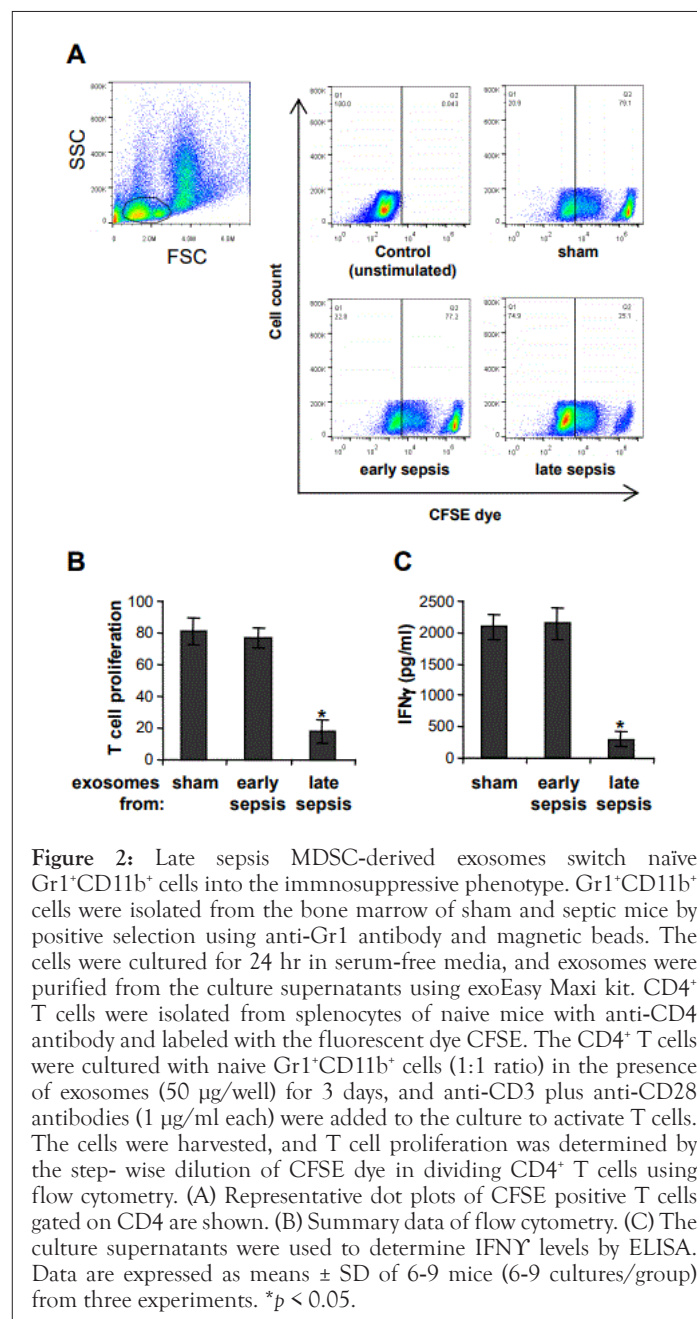 A
SSC
800K
600K
400K
200K
0
0
2.0M
4.0M
6.0M
FSC
Cell count
Q1
100.0
Q2
0.043
Control
(unstimulated)
Q1
20.9
Q2
79.1
sham
Q1
22.8
Q2
77.2
early sepsis
Q1
74.9
Q2
25.1
late sepsis
CFSE dye
B
T cell proliferation
100
80
60
40
20
0
exosomes
from:
sham
early
sepsis
late
sepsis
*
C
IFNγ (pg/ml)
2500
2000
1500
1000
500
0
sham
early
sepsis
late
sepsis
*
Figure 2: Late sepsis MDSC-derived exosomes switch naïve
Gr1⁺CD11b⁺ cells into the immnosuppressive phenotype. Gr1⁺CD11b⁺
cells were isolated from the bone marrow of sham and septic mice by
positive selection using anti-Gr1 antibody and magnetic beads. The
cells were cultured for 24 hr in serum-free media, and exosomes were
purified from the culture supernatants using exoEasy Maxi kit. CD4⁺
T cells were isolated from splenocytes of naive mice with anti-CD4
antibody and labeled with the fluorescent dye CFSE. The CD4⁺ T cells
were cultured with naive Gr1⁺CD11b⁺ cells (1:1 ratio) in the presence
of exosomes (50 µg/well) for 3 days, and anti-CD3 plus anti-CD28
antibodies (1 µg/ml each) were added to the culture to activate T cells.
The cells were harvested, and T cell proliferation was determined by
the step- wise dilution of CFSE dye in dividing CD4⁺ T cells using
flow cytometry. (A) Representative dot plots of CFSE positive T cells
gated on CD4 are shown. (B) Summary data of flow cytometry. (C) The
culture supernatants were used to determine IFNϒ levels by ELISA.
Data are expressed as means ± SD of 6-9 mice (6-9 cultures/group)
from three experiments. *p < 0.05.